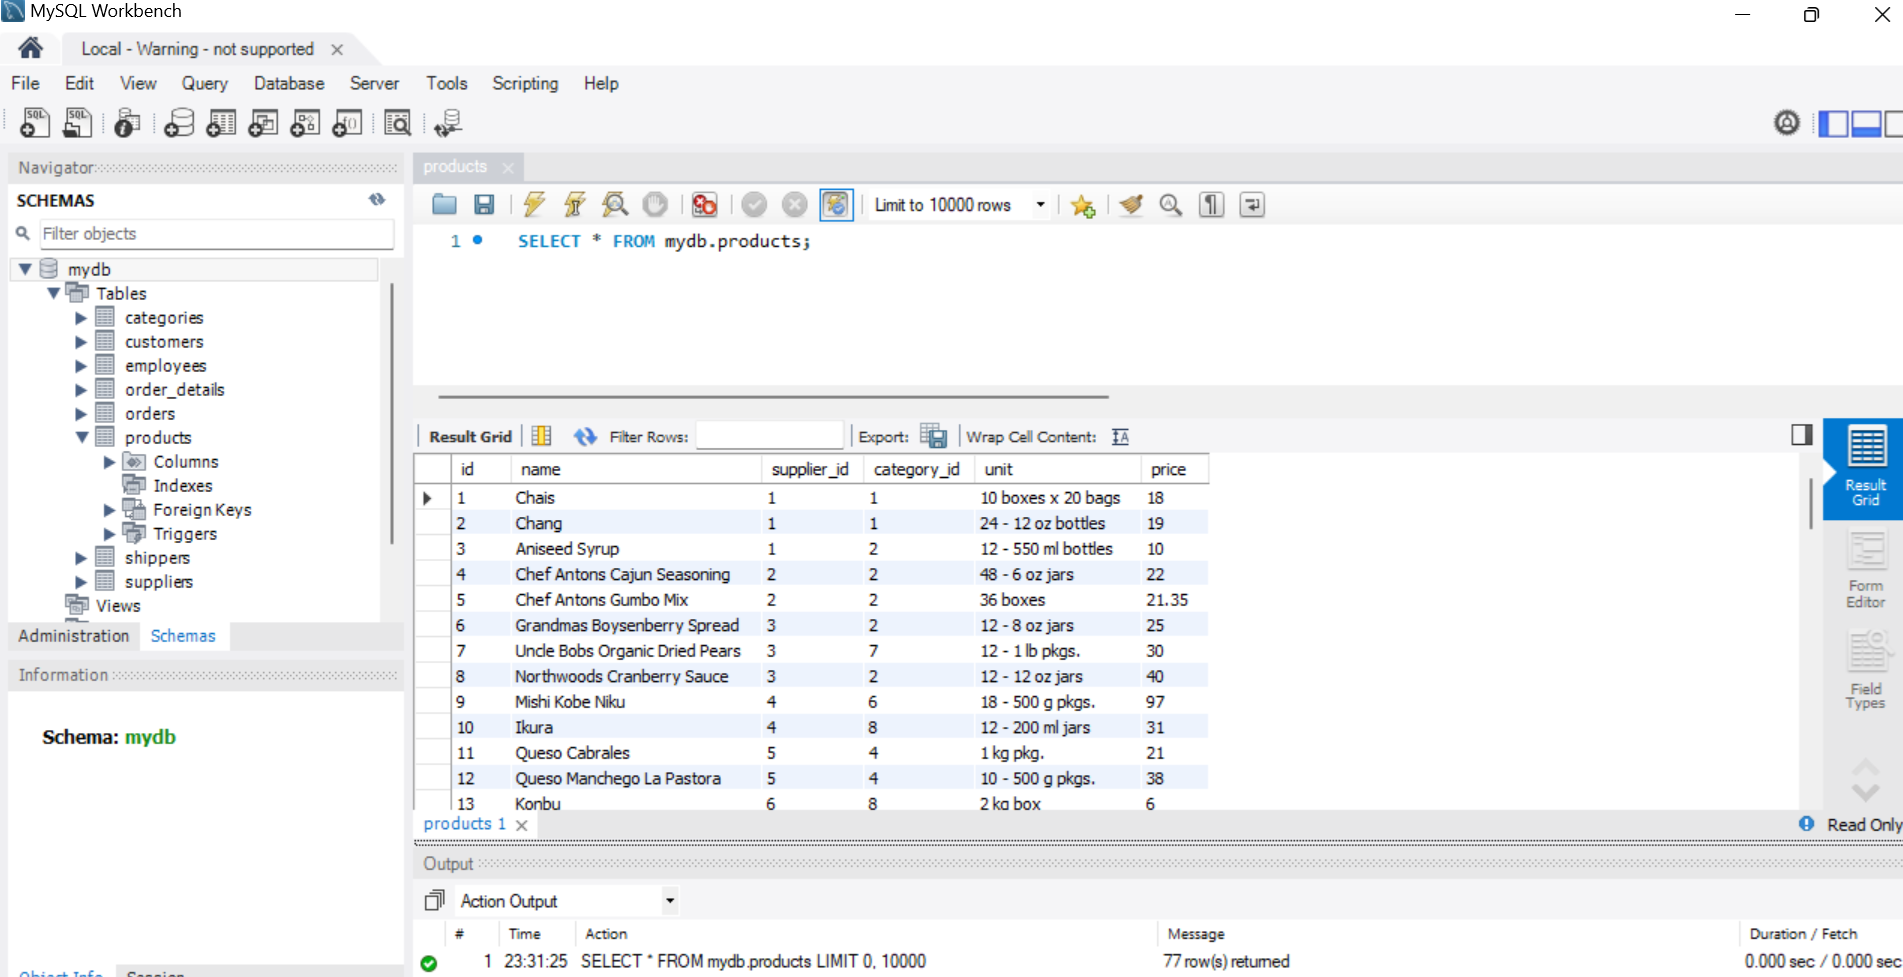 MySQL Workbench
Local - Warning - not supported
File Edit View Query Database Server Tools Scripting Help
Navigator
products
SCHEMAS
Limit to 10000 rows
Filter objects
1 SELECT * FROM mydb.products;
mydb
Tables
categories
customers
employees
order_details
orders
products
Columns
Indexes
Foreign Keys
Triggers
shippers
suppliers
Views
Administration Schemas
Information
Schema: mydb
Object Info Session
Result Grid Filter Rows: Export: Wrap Cell Content:
id name supplier_id category_id unit price
1 Chais 1 1 10 boxes x 20 bags 18
2 Chang 1 1 24 - 12 oz bottles 19
3 Aniseed Syrup 1 2 12 - 550 ml bottles 10
4 Chef Antons Cajun Seasoning 2 2 48 - 6 oz jars 22
5 Chef Antons Gumbo Mix 2 2 36 boxes 21.35
6 Grandmas Boysenberry Spread 3 2 12 - 8 oz jars 25
7 Uncle Bobs Organic Dried Pears 3 7 12 - 1 lb pkgs. 30
8 Northwoods Cranberry Sauce 3 2 12 - 12 oz jars 40
9 Mishi Kobe Niku 4 6 18 - 500 g pkgs. 97
10 Ikura 4 8 12 - 200 ml jars 31
11 Queso Cabrales 5 4 1 kg pkg. 21
12 Queso Manchego La Pastora 5 4 10 - 500 g pkgs. 38
13 Konbu 6 8 2 kg box 6
Result
Grid
Form
Editor
Field
Types
products 1
Read Only
Output
Action Output
# Time Action Message Duration / Fetch
1 23:31:25 SELECT * FROM mydb.products LIMIT 0, 10000 77 row(s) returned 0.000 sec / 0.000 sec